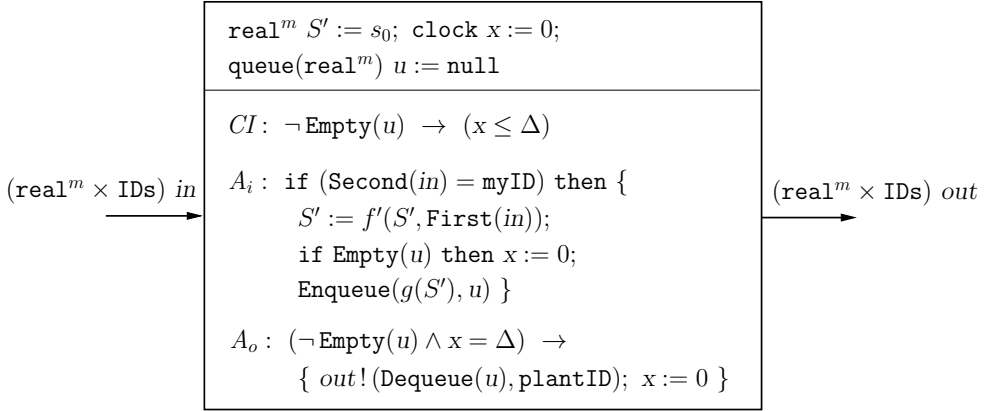 real^m S′ := s₀; clock x := 0;
queue(real^m) u := null
CI : ¬ Empty(u) → (x ≤ Δ)
(real^m × IDs) in
A_i : if (Second(in) = myID) then {
S′ := f′(S′, First(in));
if Empty(u) then x := 0;
Enqueue(g(S′), u) }
A_o : (¬ Empty(u) ∧ x = Δ) →
{ out! (Dequeue(u), plantID); x := 0 }
(real^m × IDs) out